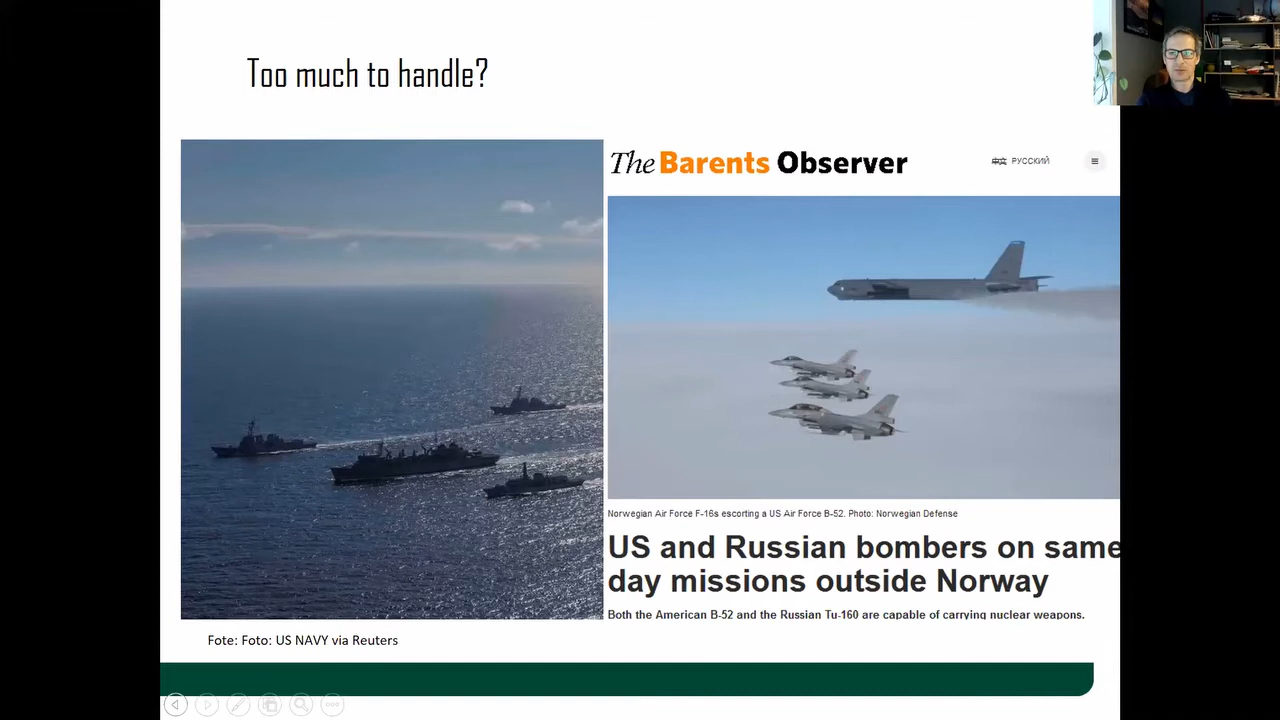 Too much to handle?
The Barents Observer
中文 РУССКИЙ
Norwegian Air Force F-16s escorting a US Air Force B-52. Photo: Norwegian Defense
US and Russian bombers on same
day missions outside Norway
Both the American B-52 and the Russian Tu-160 are capable of carrying nuclear weapons.
Fote: Foto: US NAVY via Reuters